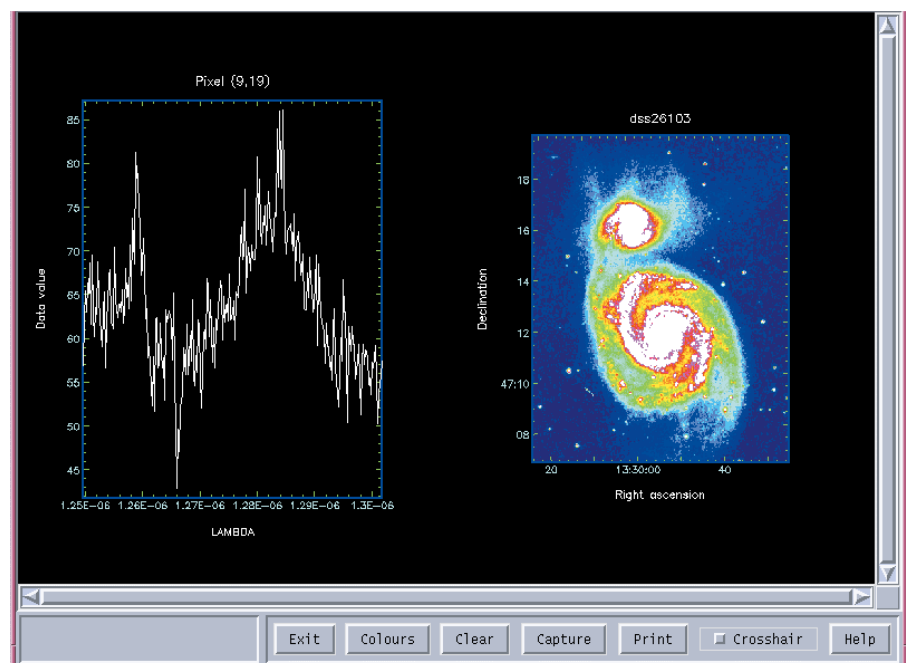 Pixel (9,19)
85
80
75
70
65
60
55
50
45
Data value
1.25E-06 1.26E-06 1.27E-06 1.28E-06 1.29E-06 1.3E-06
LAMBDA
dss26103
18
16
14
12
47:10
08
Declination
20 13:30:00 40
Right ascension
Exit Colours Clear Capture Print Crosshair Help